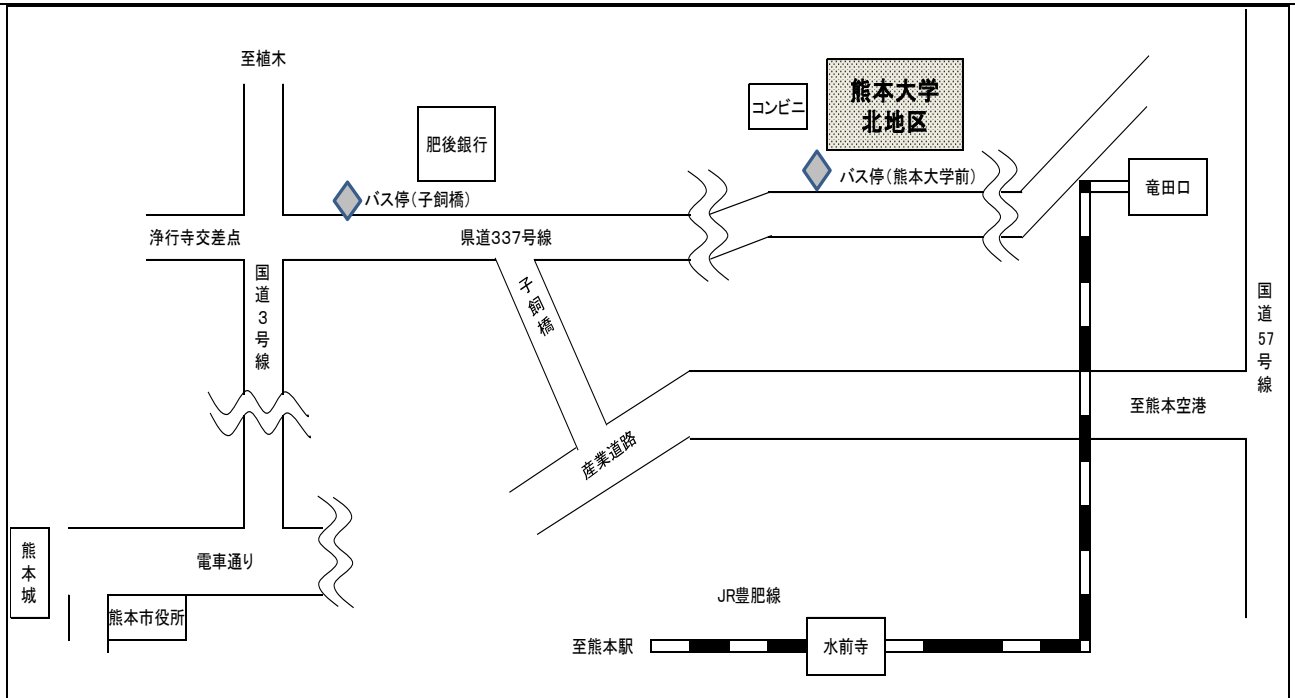 至植木
コンビニ
熊本大学
北地区
肥後銀行
バス停(熊本大学前)
竜田口
バス停(子飼橋)
浄行寺交差点
県道337号線
国道3号線
子飼橋
国道57号線
至熊本空港
産業道路
熊本城
電車通り
JR豊肥線
熊本市役所
至熊本駅
水前寺